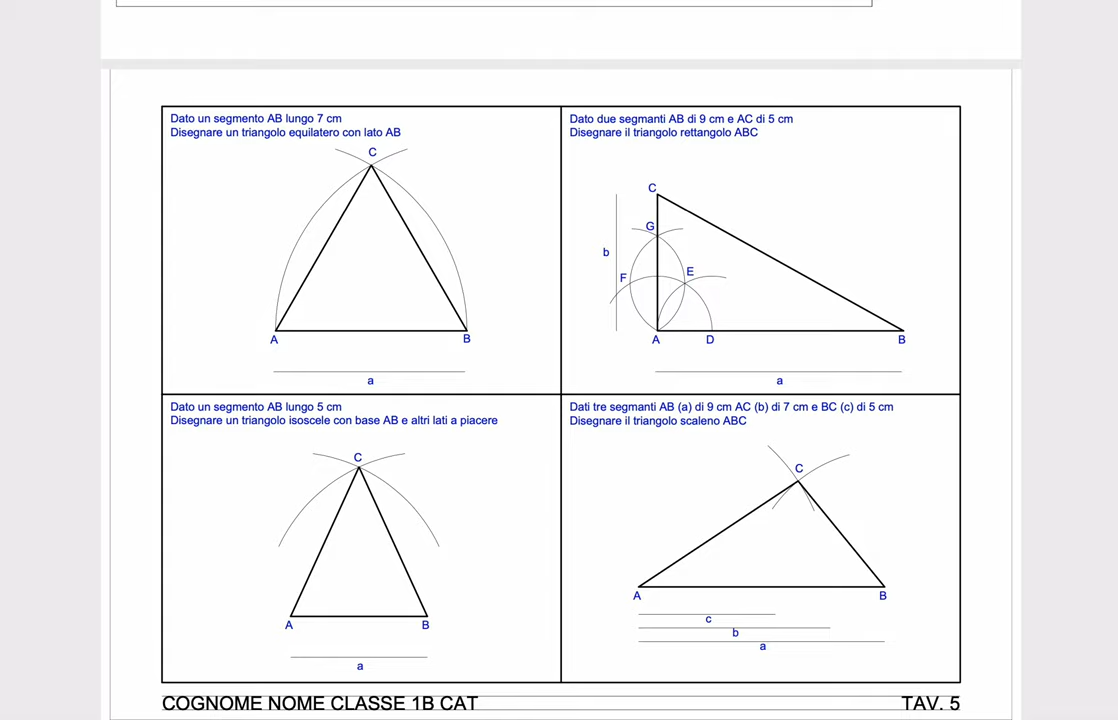 Dato un segmento AB lungo 7 cm
Disegnare un triangolo equilatero con lato AB
C
A
B
a
Dato due segmanti AB di 9 cm e AC di 5 cm
Disegnare il triangolo rettangolo ABC
C
G
b
F
E
A
D
B
a
Dato un segmento AB lungo 5 cm
Disegnare un triangolo isoscele con base AB e altri lati a piacere
C
A
B
a
Dati tre segmanti AB (a) di 9 cm AC (b) di 7 cm e BC (c) di 5 cm
Disegnare il triangolo scaleno ABC
C
A
B
c
b
a
COGNOME NOME CLASSE 1B CAT
TAV. 5